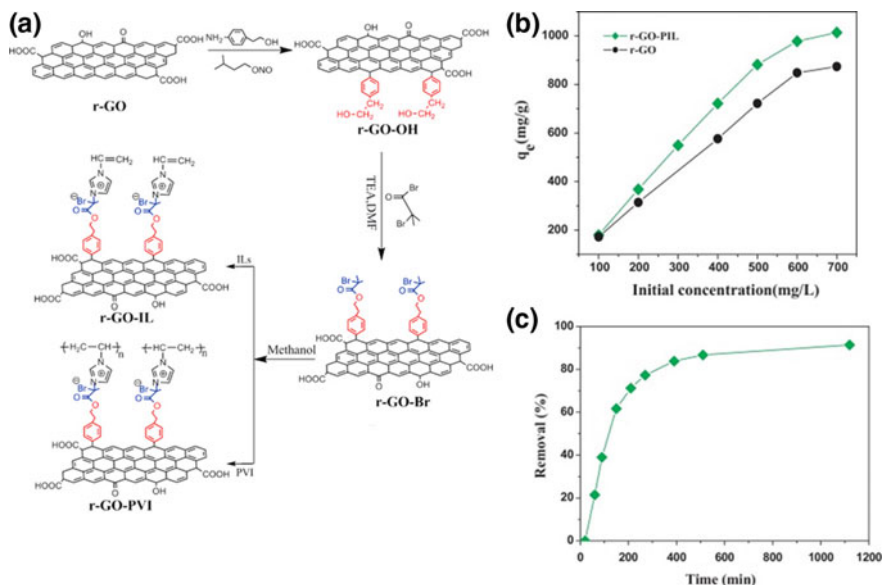 (a)
OH
O
COOH
HOOC
COOH
r-GO
NH2
OH
ONO
OH
O
HOOC
COOH
CH2
CH2
HO-CH2
HO-CH2
r-GO-OH
TEA,DMF
O
Br
Br
Br
Br
O
O
O
O
HOOC
HOOC
COOH
O
OH
r-GO-Br
Methanol
ILs
PVI
HC=CH2
HC=CH2
N
N
N
N
⊕
⊕
⊖
⊖
Br
Br
O
O
O
O
HOOC
HOOC
COOH
O
OH
r-GO-IL
H2C-CH
n
CH-CH2
n
N
N
N
N
⊕
⊕
⊖
⊖
Br
Br
O
O
O
O
HOOC
HOOC
COOH
O
OH
r-GO-PVI
(b)
r-GO-PIL
r-GO
qe(mg/g)
1000
800
600
400
200
100 200 300 400 500 600 700
Initial concentration(mg/L)
(c)
Removal (%)
100
80
60
40
20
0
0 200 400 600 800 1000 1200
Time (min)